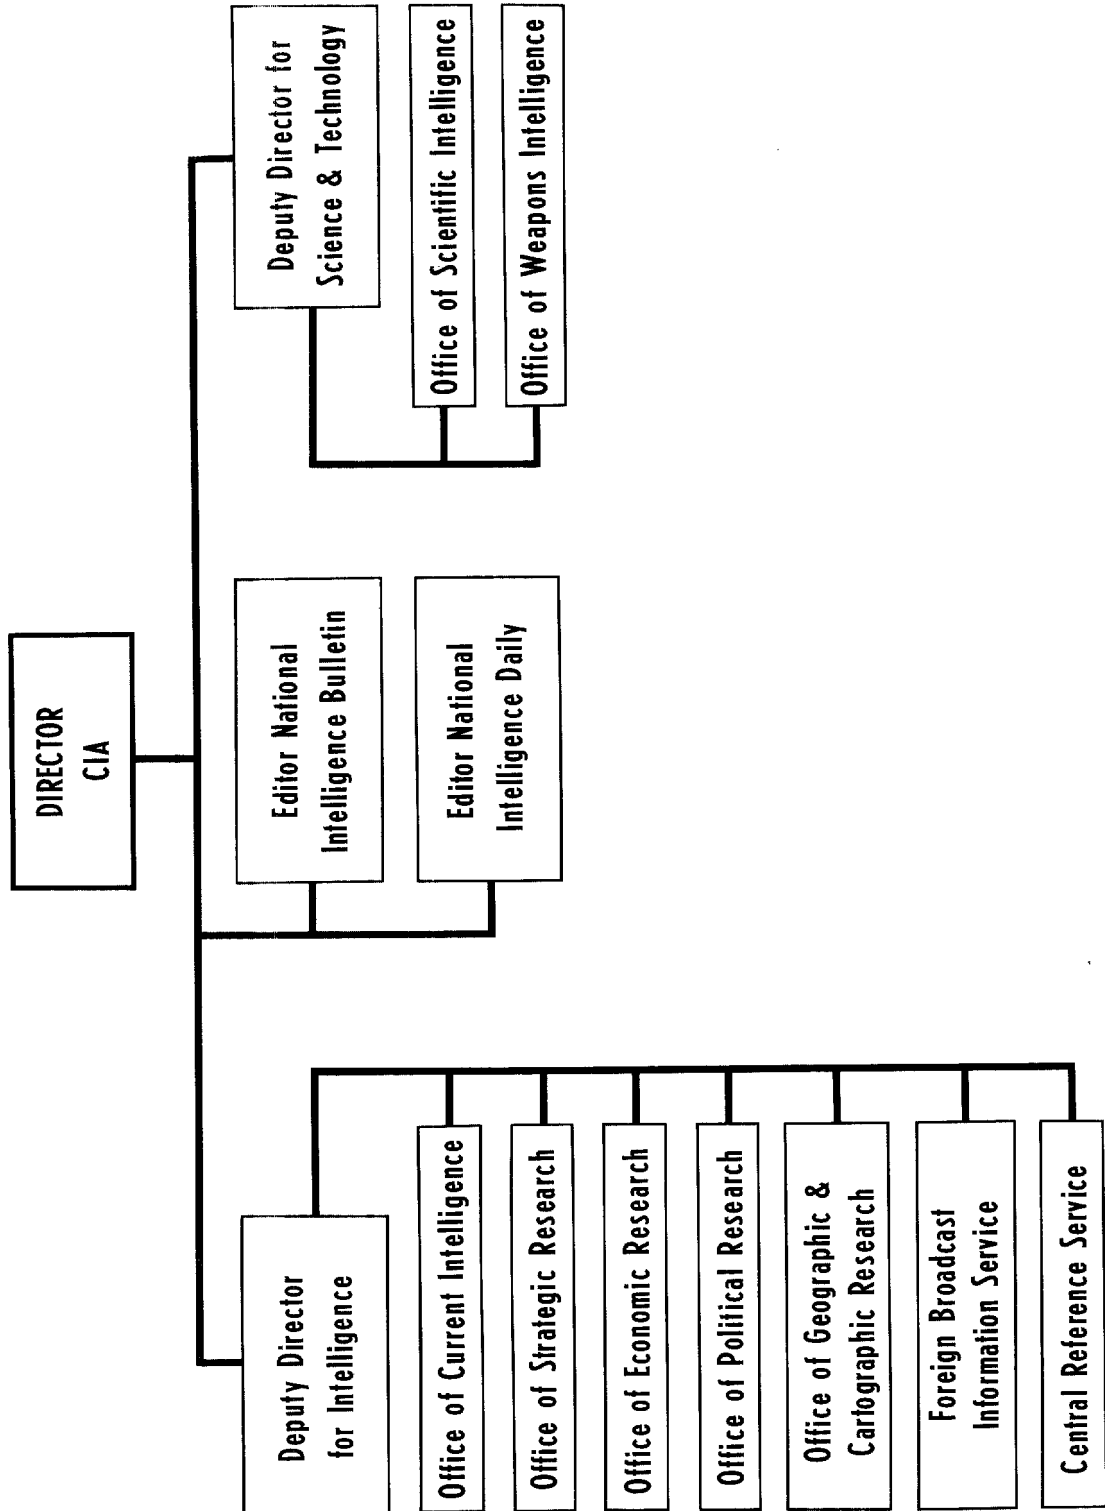 DIRECTOR
CIA
Deputy Director
for Intelligence
Office of Current Intelligence
Office of Strategic Research
Office of Economic Research
Office of Political Research
Office of Geographic &
Cartographic Research
Foreign Broadcast
Information Service
Central Reference Service
Editor National
Intelligence Bulletin
Editor National
Intelligence Daily
Deputy Director for
Science & Technology
Office of Scientific Intelligence
Office of Weapons Intelligence